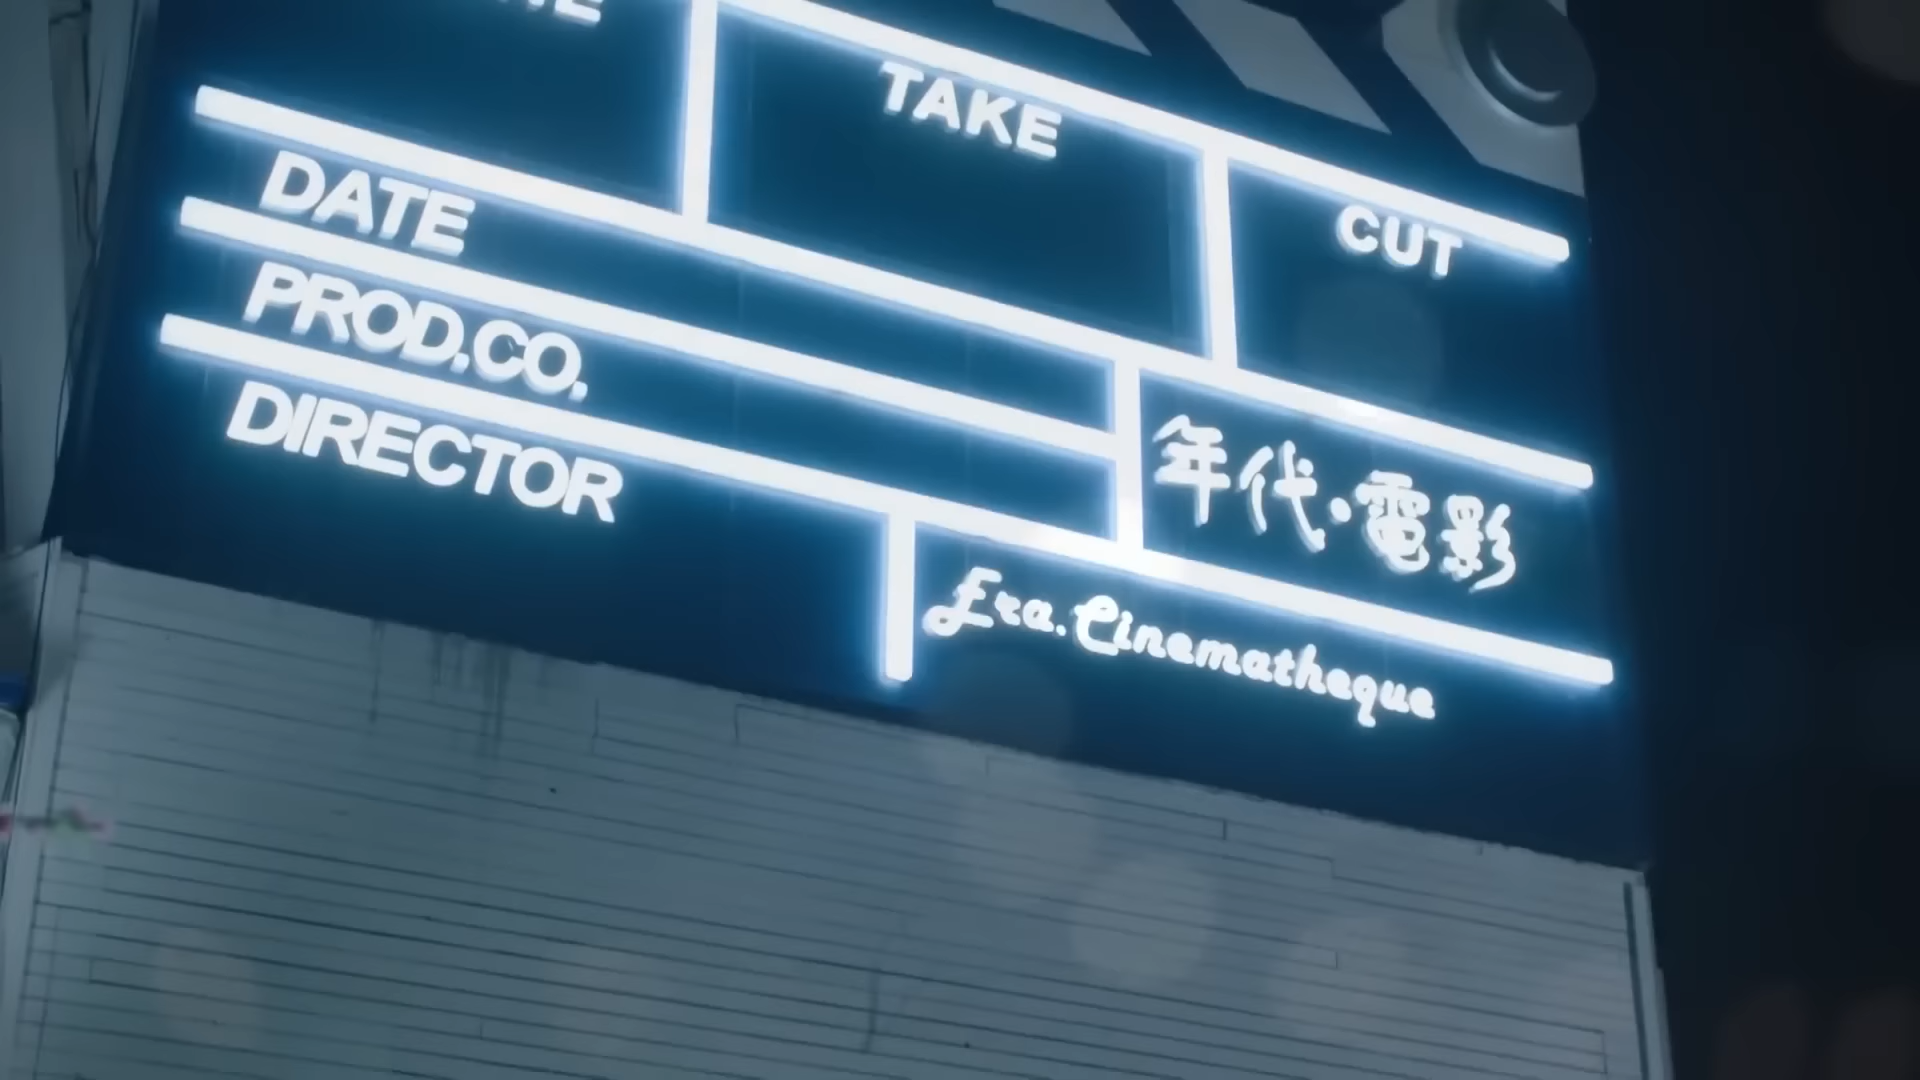 TAKE
CUT
DATE
PROD.CO.
DIRECTOR
年代·電影
Era.Cinematheque